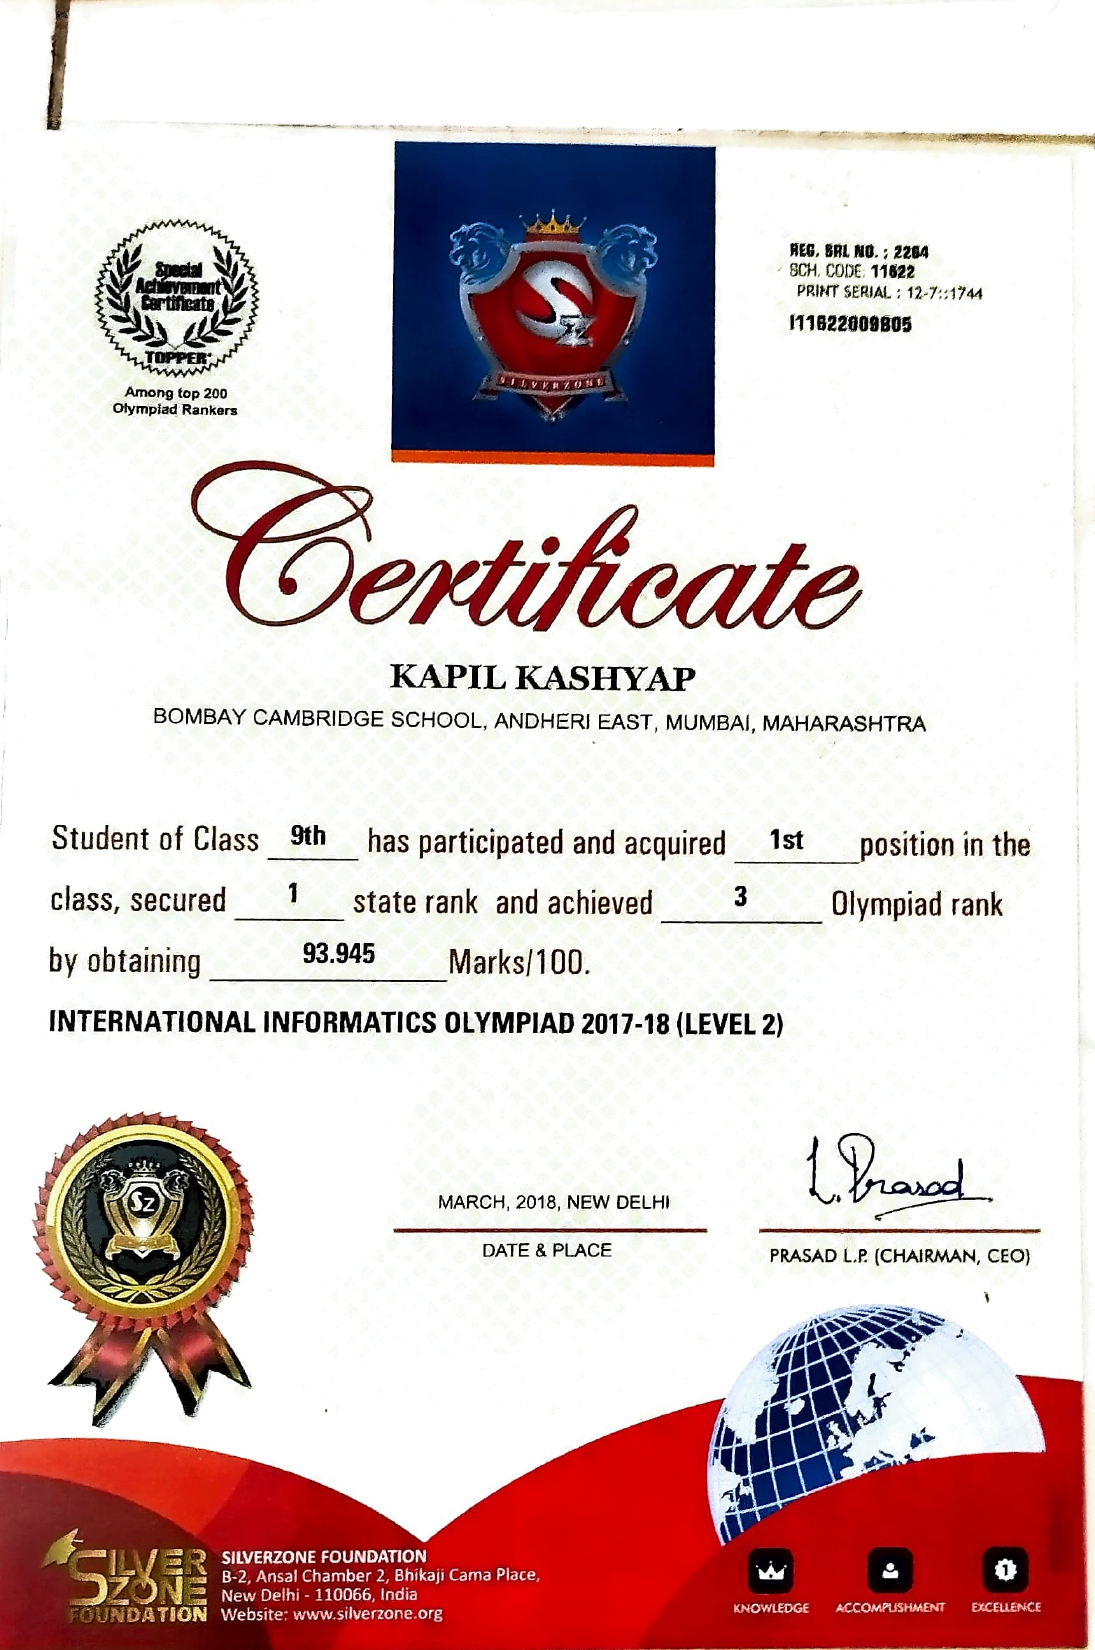 Special
Achievement
Certificate
TOPPER
Among top 200
Olympiad Rankers
SZ
SILVERZONE
REG. SRL NO. : 2264
SCH. CODE: 11622
PRINT SERIAL : 12-7::1744
Certificate
KAPIL KASHYAP
BOMBAY CAMBRIDGE SCHOOL, ANDHERI EAST, MUMBAI, MAHARASHTRA
Student of Class 9th has participated and acquired 1st position in the
class, secured 1 state rank and achieved 3 Olympiad rank
by obtaining 93.945 Marks/100.
INTERNATIONAL INFORMATICS OLYMPIAD 2017-18 (LEVEL 2)
SZ
MARCH, 2018, NEW DELHI
DATE & PLACE
L. Prasad
PRASAD L.P. (CHAIRMAN, CEO)
SILVER
ZONE
FOUNDATION
SILVERZONE FOUNDATION
B-2, Ansal Chamber 2, Bhikaji Cama Place,
New Delhi - 110066, India
Website: www.silverzone.org
1
KNOWLEDGE ACCOMPLISHMENT EXCELLENCE